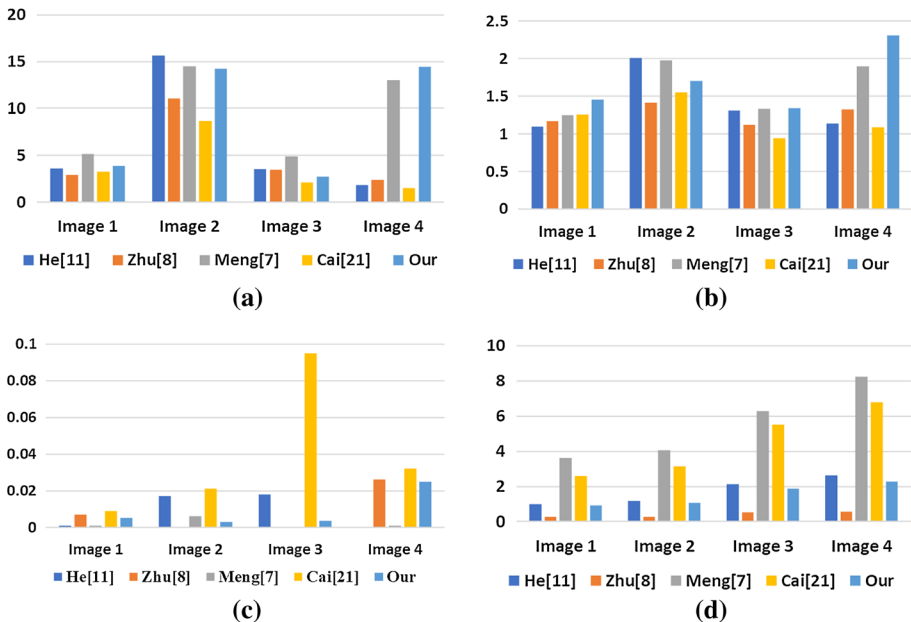 20
15
10
5
0
Image 1 Image 2 Image 3 Image 4
He[11] Zhu[8] Meng[7] Cai[21] Our
(a)
2.5
2
1.5
1
0.5
0
Image 1 Image 2 Image 3 Image 4
He[11] Zhu[8] Meng[7] Cai[21] Our
(b)
0.1
0.08
0.06
0.04
0.02
0
Image 1 Image 2 Image 3 Image 4
He[11] Zhu[8] Meng[7] Cai[21] Our
(c)
10
8
6
4
2
0
Image 1 Image 2 Image 3 Image 4
He[11] Zhu[8] Meng[7] Cai[21] Our
(d)